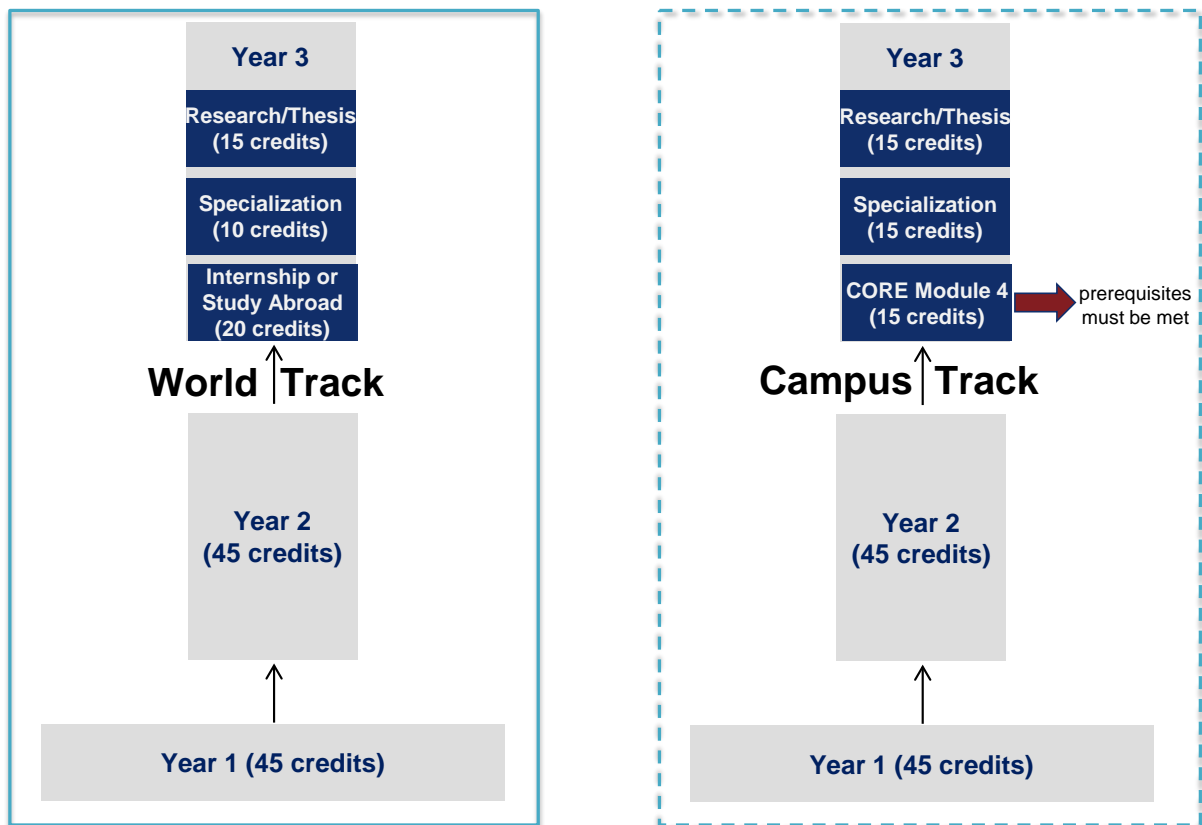 Year 3
Research/Thesis
(15 credits)
Specialization
(10 credits)
Internship or
Study Abroad
(20 credits)
World Track
Year 2
(45 credits)
Year 1 (45 credits)
Year 3
Research/Thesis
(15 credits)
Specialization
(15 credits)
CORE Module 4
(15 credits)
prerequisites
must be met
Campus Track
Year 2
(45 credits)
Year 1 (45 credits)